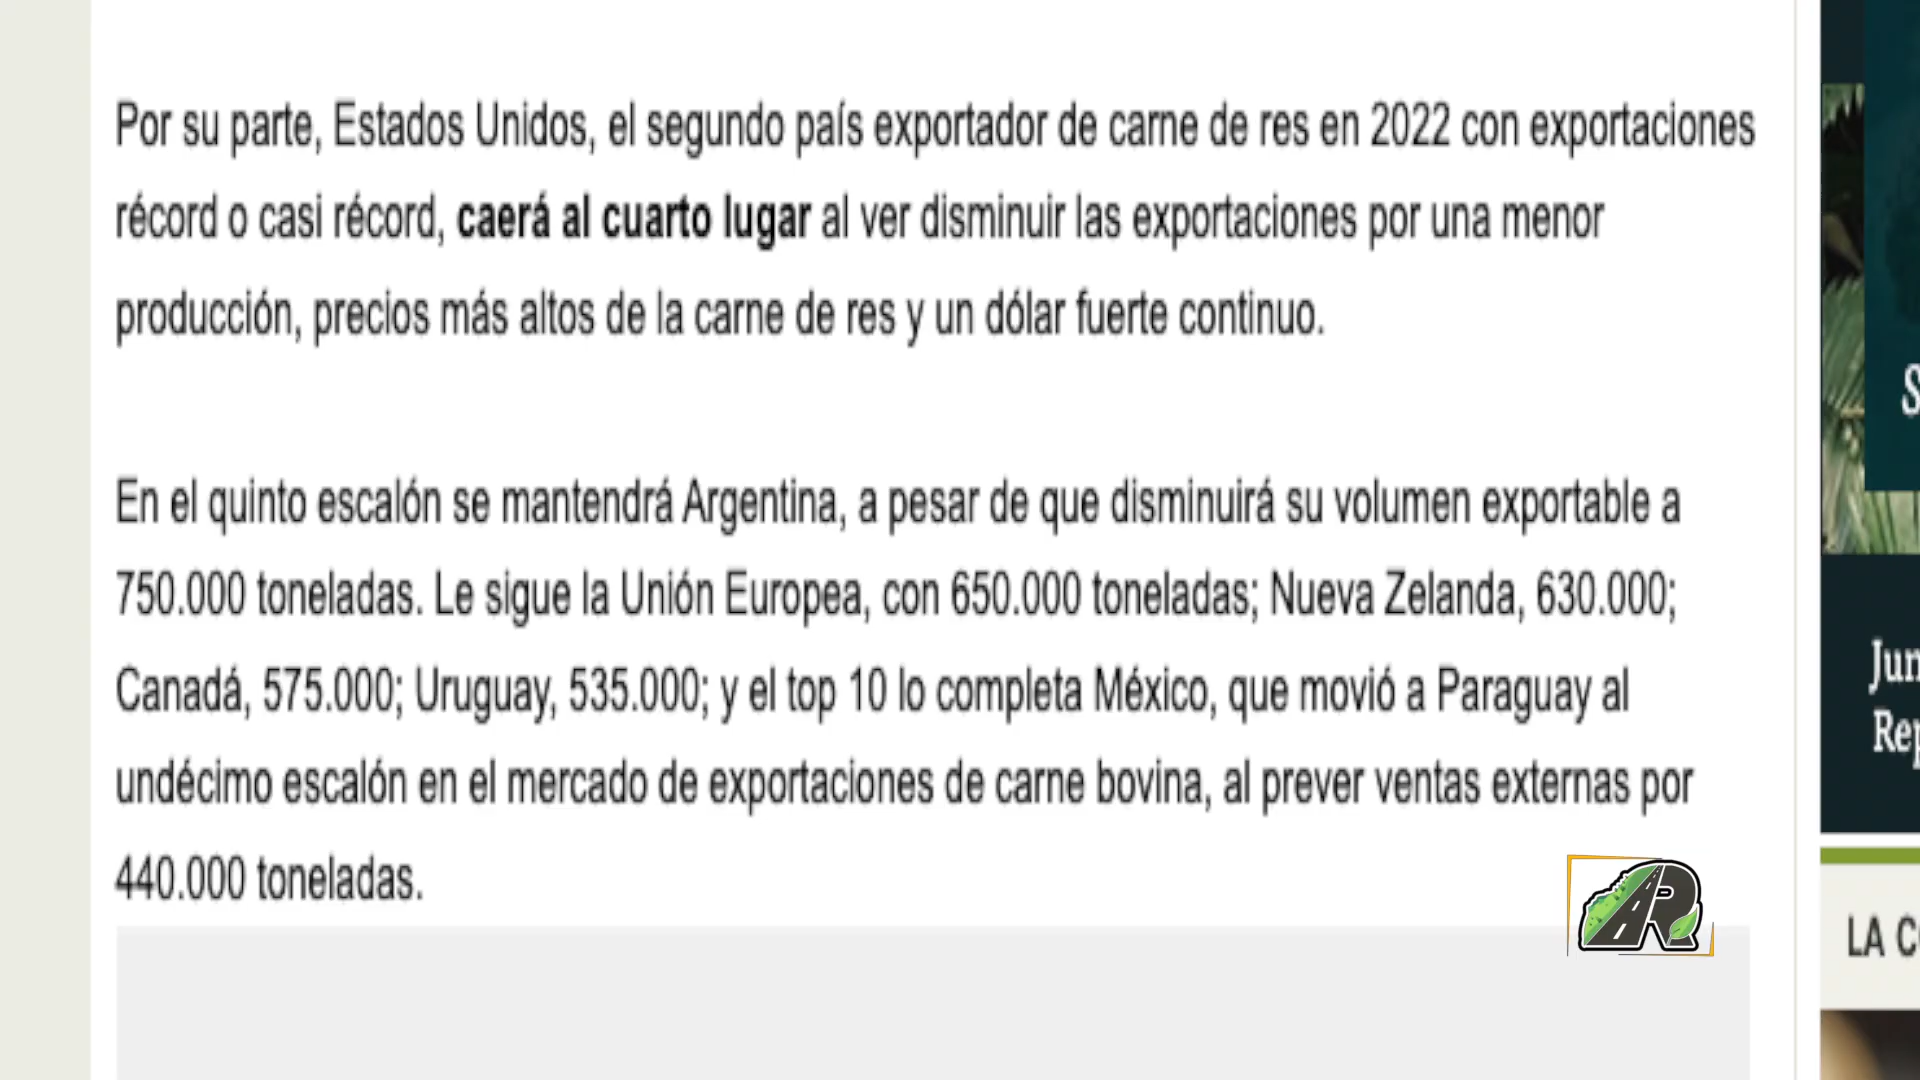 Por su parte, Estados Unidos, el segundo país exportador de carne de res en 2022 con exportaciones
récord o casi récord, caerá al cuarto lugar al ver disminuir las exportaciones por una menor
producción, precios más altos de la carne de res y un dólar fuerte continuo.
En el quinto escalón se mantendrá Argentina, a pesar de que disminuirá su volumen exportable a
750.000 toneladas. Le sigue la Unión Europea, con 650.000 toneladas; Nueva Zelanda, 630.000;
Canadá, 575.000; Uruguay, 535.000; y el top 10 lo completa México, que movió a Paraguay al
undécimo escalón en el mercado de exportaciones de carne bovina, al prever ventas externas por
440.000 toneladas.
AR
S
Jun
Rep
LA C